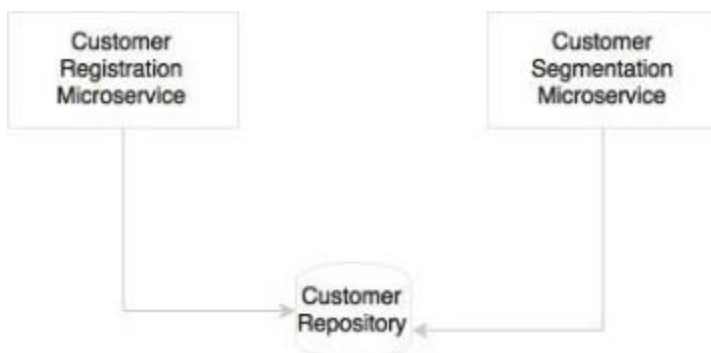 Customer
Registration
Microservice
Customer
Segmentation
Microservice
Customer
Repository